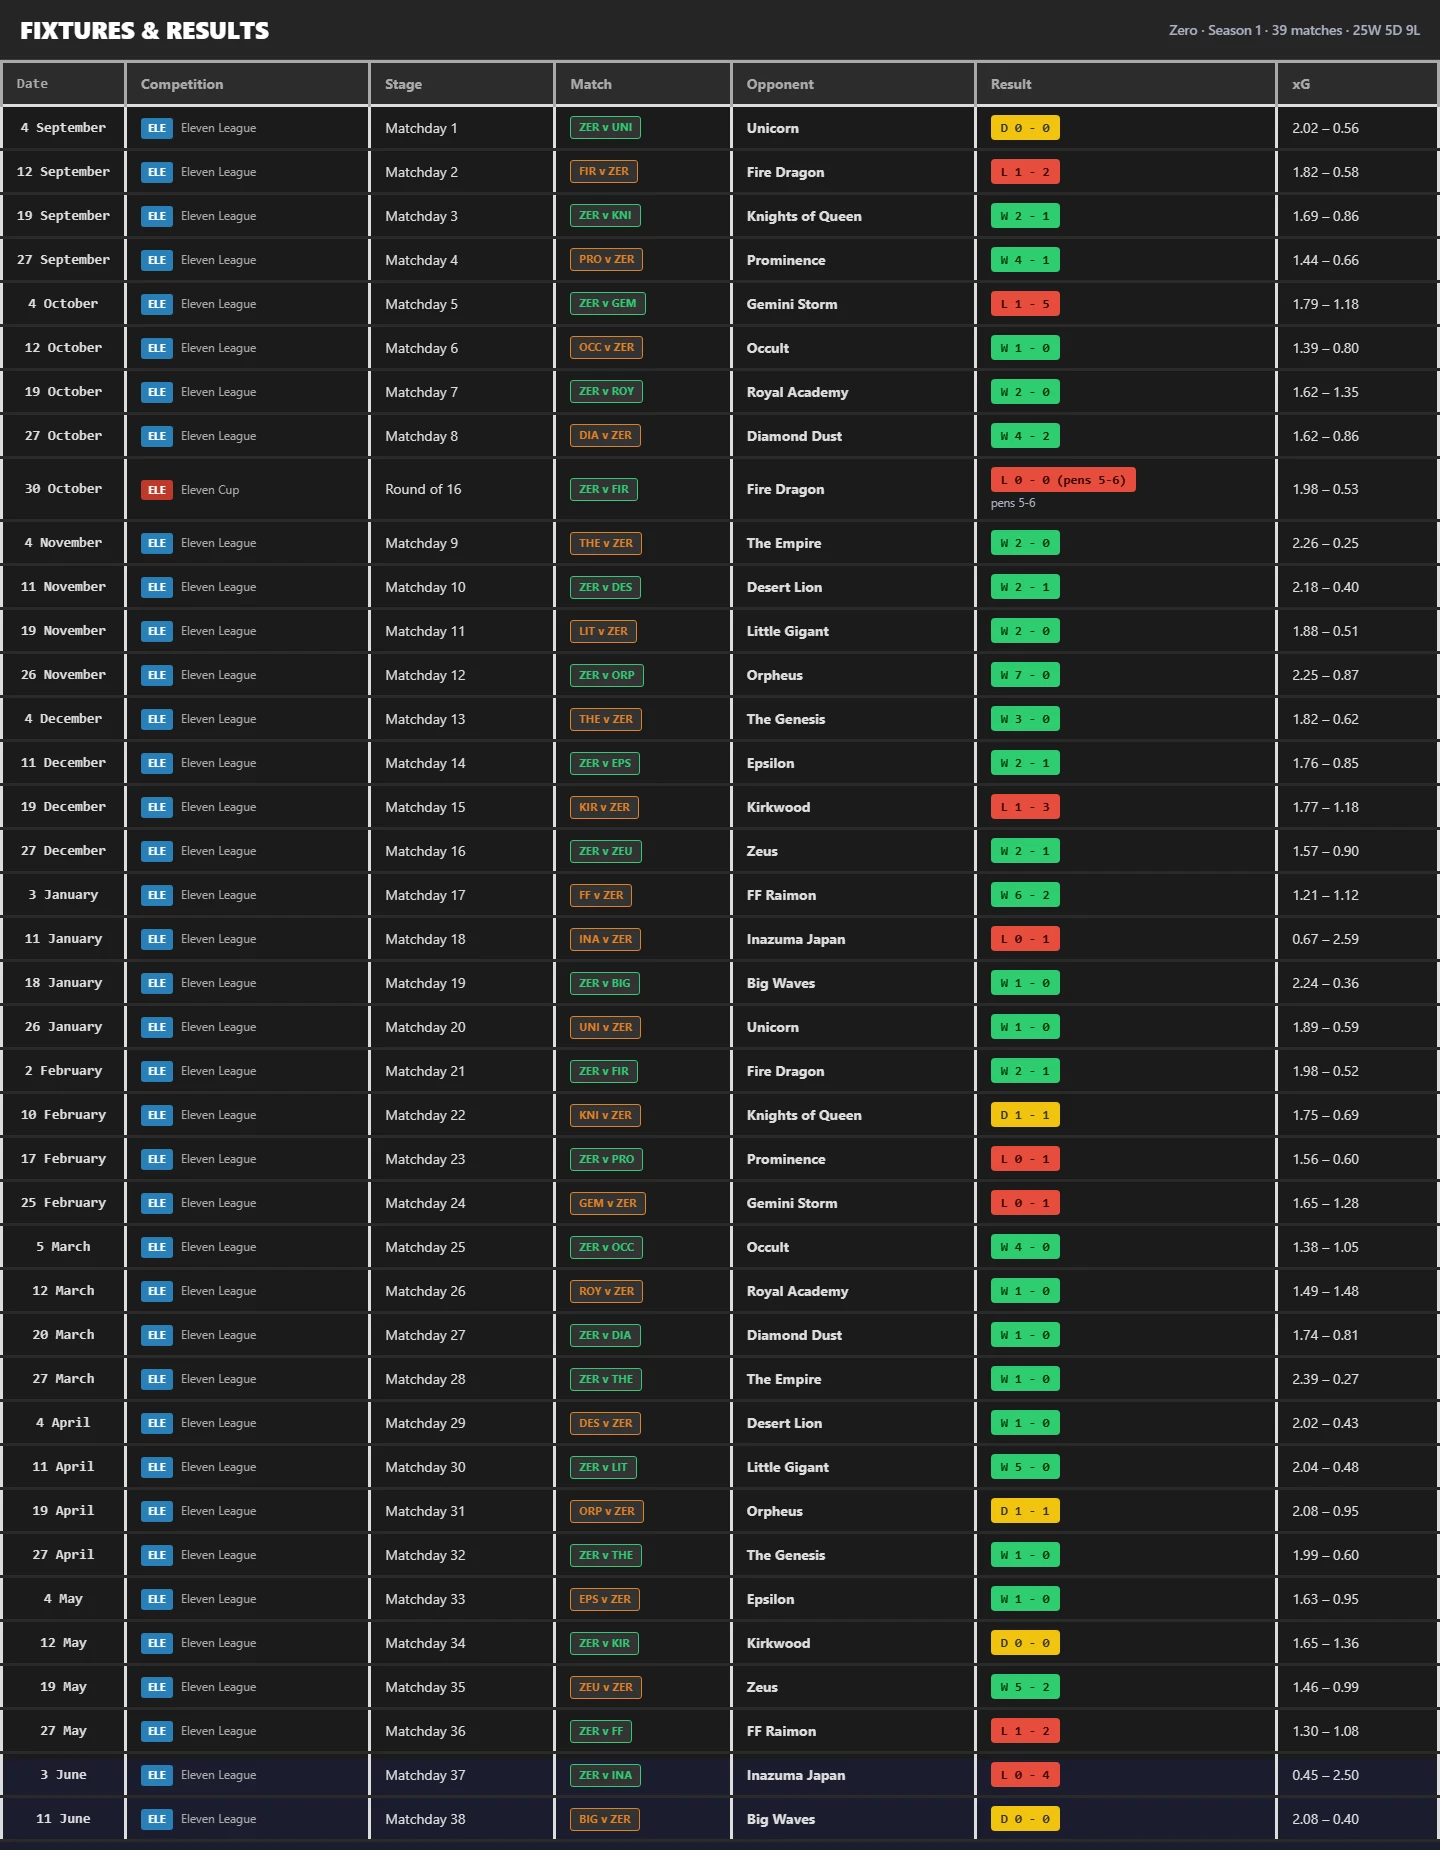 FIXTURES & RESULTS
Zero · Season 1 · 39 matches · 25W 5D 9L
Date Competition Stage Match Opponent Result xG
4 September ELE Eleven League Matchday 1 ZER v UNI Unicorn D 0 - 0 2.02 – 0.56
12 September ELE Eleven League Matchday 2 FIR v ZER Fire Dragon L 1 - 2 1.82 – 0.58
19 September ELE Eleven League Matchday 3 ZER v KNI Knights of Queen W 2 - 1 1.69 – 0.86
27 September ELE Eleven League Matchday 4 PRO v ZER Prominence W 4 - 1 1.44 – 0.66
4 October ELE Eleven League Matchday 5 ZER v GEM Gemini Storm L 1 - 5 1.79 – 1.18
12 October ELE Eleven League Matchday 6 OCC v ZER Occult W 1 - 0 1.39 – 0.80
19 October ELE Eleven League Matchday 7 ZER v ROY Royal Academy W 2 - 0 1.62 – 1.35
27 October ELE Eleven League Matchday 8 DIA v ZER Diamond Dust W 4 - 2 1.62 – 0.86
30 October ELE Eleven Cup Round of 16 ZER v FIR Fire Dragon L 0 - 0 (pens 5-6) 1.98 – 0.53
pens 5-6
4 November ELE Eleven League Matchday 9 THE v ZER The Empire W 2 - 0 2.26 – 0.25
11 November ELE Eleven League Matchday 10 ZER v DES Desert Lion W 2 - 1 2.18 – 0.40
19 November ELE Eleven League Matchday 11 LIT v ZER Little Gigant W 2 - 0 1.88 – 0.51
26 November ELE Eleven League Matchday 12 ZER v ORP Orpheus W 7 - 0 2.25 – 0.87
4 December ELE Eleven League Matchday 13 THE v ZER The Genesis W 3 - 0 1.82 – 0.62
11 December ELE Eleven League Matchday 14 ZER v EPS Epsilon W 2 - 1 1.76 – 0.85
19 December ELE Eleven League Matchday 15 KIR v ZER Kirkwood L 1 - 3 1.77 – 1.18
27 December ELE Eleven League Matchday 16 ZER v ZEU Zeus W 2 - 1 1.57 – 0.90
3 January ELE Eleven League Matchday 17 FF v ZER FF Raimon W 6 - 2 1.21 – 1.12
11 January ELE Eleven League Matchday 18 INA v ZER Inazuma Japan L 0 - 1 0.67 – 2.59
18 January ELE Eleven League Matchday 19 ZER v BIG Big Waves W 1 - 0 2.24 – 0.36
26 January ELE Eleven League Matchday 20 UNI v ZER Unicorn W 1 - 0 1.89 – 0.59
2 February ELE Eleven League Matchday 21 ZER v FIR Fire Dragon W 2 - 1 1.98 – 0.52
10 February ELE Eleven League Matchday 22 KNI v ZER Knights of Queen D 1 - 1 1.75 – 0.69
17 February ELE Eleven League Matchday 23 ZER v PRO Prominence L 0 - 1 1.56 – 0.60
25 February ELE Eleven League Matchday 24 GEM v ZER Gemini Storm L 0 - 1 1.65 – 1.28
5 March ELE Eleven League Matchday 25 ZER v OCC Occult W 4 - 0 1.38 – 1.05
12 March ELE Eleven League Matchday 26 ROY v ZER Royal Academy W 1 - 0 1.49 – 1.48
20 March ELE Eleven League Matchday 27 ZER v DIA Diamond Dust W 1 - 0 1.74 – 0.81
27 March ELE Eleven League Matchday 28 ZER v THE The Empire W 1 - 0 2.39 – 0.27
4 April ELE Eleven League Matchday 29 DES v ZER Desert Lion W 1 - 0 2.02 – 0.43
11 April ELE Eleven League Matchday 30 ZER v LIT Little Gigant W 5 - 0 2.04 – 0.48
19 April ELE Eleven League Matchday 31 ORP v ZER Orpheus D 1 - 1 2.08 – 0.95
27 April ELE Eleven League Matchday 32 ZER v THE The Genesis W 1 - 0 1.99 – 0.60
4 May ELE Eleven League Matchday 33 EPS v ZER Epsilon W 1 - 0 1.63 – 0.95
12 May ELE Eleven League Matchday 34 ZER v KIR Kirkwood D 0 - 0 1.65 – 1.36
19 May ELE Eleven League Matchday 35 ZEU v ZER Zeus W 5 - 2 1.46 – 0.99
27 May ELE Eleven League Matchday 36 ZER v FF FF Raimon L 1 - 2 1.30 – 1.08
3 June ELE Eleven League Matchday 37 ZER v INA Inazuma Japan L 0 - 4 0.45 – 2.50
11 June ELE Eleven League Matchday 38 BIG v ZER Big Waves D 0 - 0 2.08 – 0.40